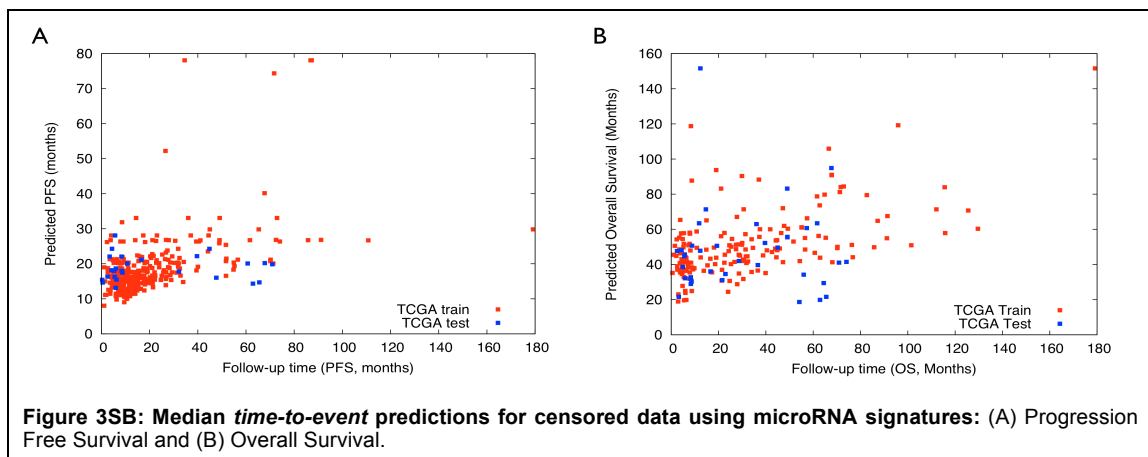 A
80
70
60
50
40
30
20
10
0
Predicted PFS (months)
TCGA train
TCGA test
0 20 40 60 80 100 120 140 160 180
Follow-up time (PFS, months)
B
160
140
120
100
80
60
40
20
0
Predicted Overall Survival (Months)
TCGA Train
TCGA Test
0 20 40 60 80 100 120 140 160 180
Follow-up time (OS, Months)
Figure 3SB: Median time-to-event predictions for censored data using microRNA signatures: (A) Progression
Free Survival and (B) Overall Survival.